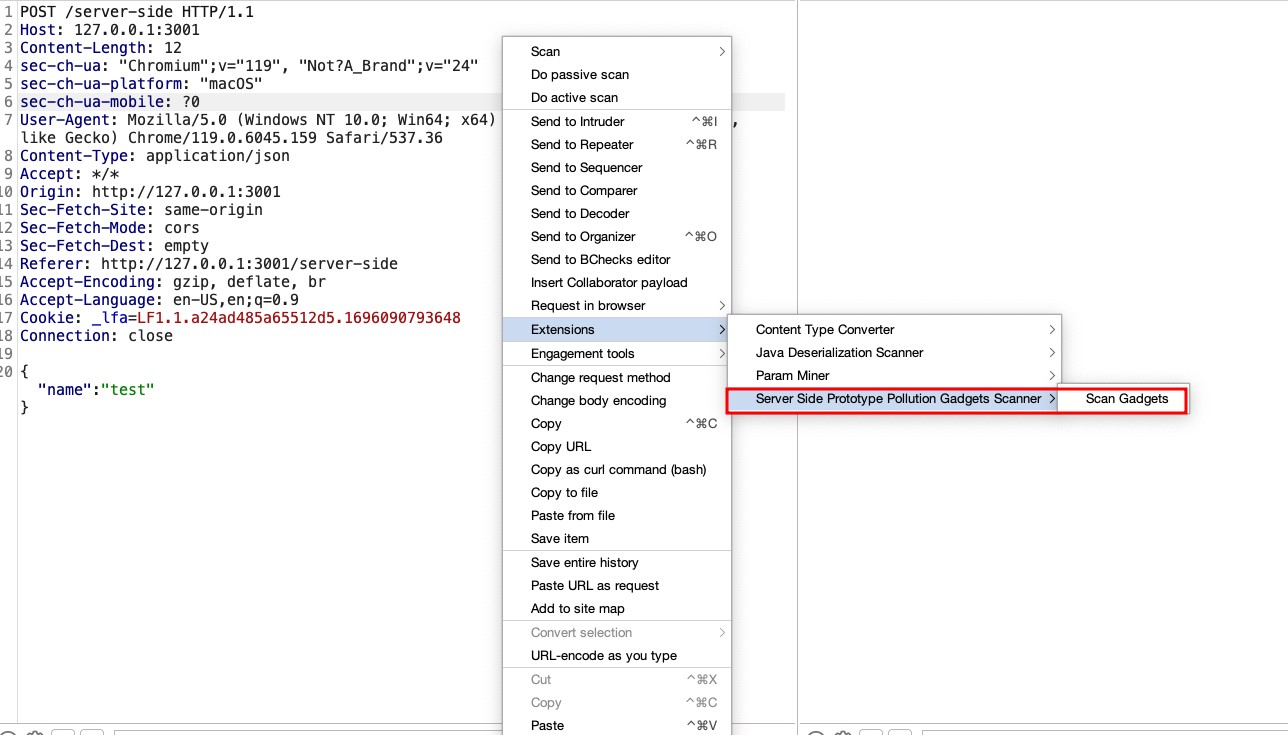 1 POST /server-side HTTP/1.1
2 Host: 127.0.0.1:3001
3 Content-Length: 12
4 sec-ch-ua: "Chromium";v="119", "Not?A_Brand";v="24"
5 sec-ch-ua-platform: "macOS"
6 sec-ch-ua-mobile: ?0
7 User-Agent: Mozilla/5.0 (Windows NT 10.0; Win64; x64) ,
like Gecko) Chrome/119.0.6045.159 Safari/537.36
8 Content-Type: application/json
9 Accept: */*
10 Origin: http://127.0.0.1:3001
11 Sec-Fetch-Site: same-origin
12 Sec-Fetch-Mode: cors
13 Sec-Fetch-Dest: empty
14 Referer: http://127.0.0.1:3001/server-side
15 Accept-Encoding: gzip, deflate, br
16 Accept-Language: en-US,en;q=0.9
17 Cookie: _lfa=LF1.1.a24ad485a65512d5.1696090793648
18 Connection: close
19
20 {
"name":"test"
}
Scan >
Do passive scan
Do active scan
Send to Intruder ^⌘I
Send to Repeater ^⌘R
Send to Sequencer
Send to Comparer
Send to Decoder
Send to Organizer ^⌘O
Send to BChecks editor
Insert Collaborator payload
Request in browser >
Extensions >
Engagement tools >
Change request method
Change body encoding
Copy ^⌘C
Copy URL
Copy as curl command (bash)
Copy to file
Paste from file
Save item
Save entire history
Paste URL as request
Add to site map
Convert selection >
URL-encode as you type
Cut ^⌘X
Copy ^⌘C
Paste ^⌘V
Content Type Converter >
Java Deserialization Scanner >
Param Miner >
Server Side Prototype Pollution Gadgets Scanner >
Scan Gadgets